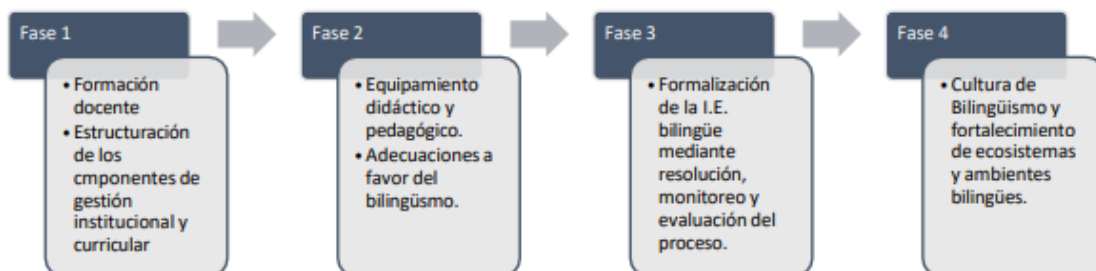 Fase 1
• Formación
docente
• Estructuración
de los
cmponentes de
gestión
institucional y
curricular
Fase 2
• Equipamiento
didáctico y
pedagógico.
• Adecuaciones a
favor del
bilingüsmo.
Fase 3
• Formalización
de la I.E.
bilingüe
mediante
resolución,
monitoreo y
evaluación del
proceso.
Fase 4
• Cultura de
Bilingüismo y
fortalecimiento
de ecosistemas
y ambientes
bilingües.